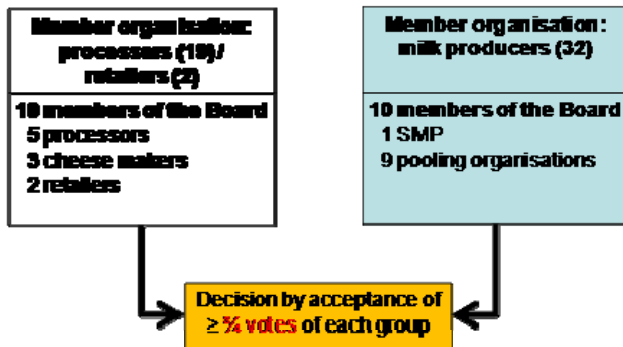 Member organisation:
processors (19)/
retailers (2)
10 members of the Board
5 processors
3 cheese makers
2 retailers
Member organisation:
milk producers (32)
10 members of the Board
1 SMP
9 pooling organisations
Decision by acceptance of
≥ ¾ votes of each group